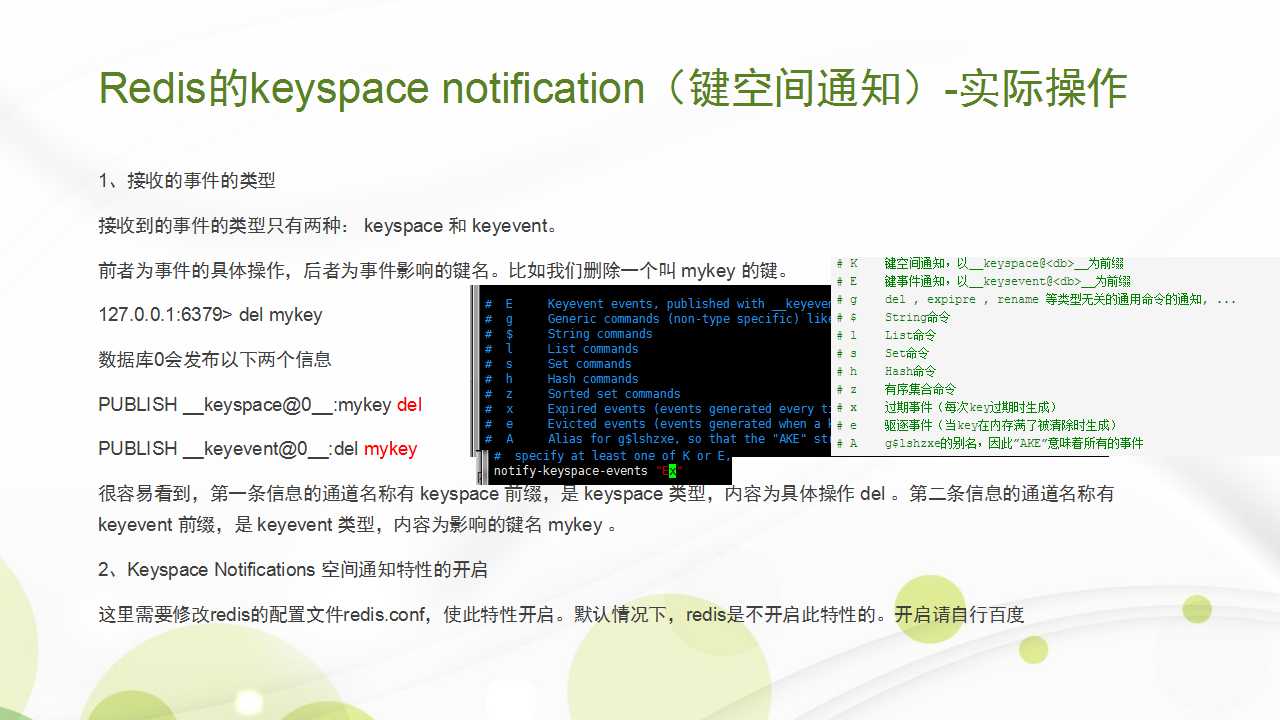 Redis的keyspace notification（键空间通知）-实际操作
1、接收的事件的类型
接收到的事件的类型只有两种： keyspace 和 keyevent。
前者为事件的具体操作，后者为事件影响的键名。比如我们删除一个叫 mykey 的键。
127.0.0.1:6379> del mykey
数据库0会发布以下两个信息
PUBLISH __keyspace@0__:mykey del
PUBLISH __keyevent@0__:del mykey
# E Keyevent events, published with __keyeve
# g Generic commands (non-type specific) like
# $ String commands
# l List commands
# s Set commands
# h Hash commands
# z Sorted set commands
# x Expired events (events generated every ti
# e Evicted events (events generated when a k
# A Alias for g$lshzxe, so that the "AKE" st
# specify at least one of K or E,
notify-keyspace-events "Ex"
# K 键空间通知，以__keyspace@<db>__为前缀
# E 键事件通知，以__keysevent@<db>__为前缀
# g del , expipre , rename 等类型无关的通用命令的通知, ...
# $ String命令
# l List命令
# s Set命令
# h Hash命令
# z 有序集合命令
# x 过期事件（每次key过期时生成）
# e 驱逐事件（当key在内存满了被清除时生成）
# A g$lshzxe的别名，因此”AKE”意味着所有的事件
很容易看到，第一条信息的通道名称有 keyspace 前缀，是 keyspace 类型，内容为具体操作 del 。第二条信息的通道名称有
keyevent 前缀，是 keyevent 类型，内容为影响的键名 mykey 。
2、Keyspace Notifications 空间通知特性的开启
这里需要修改redis的配置文件redis.conf，使此特性开启。默认情况下，redis是不开启此特性的。开启请自行百度